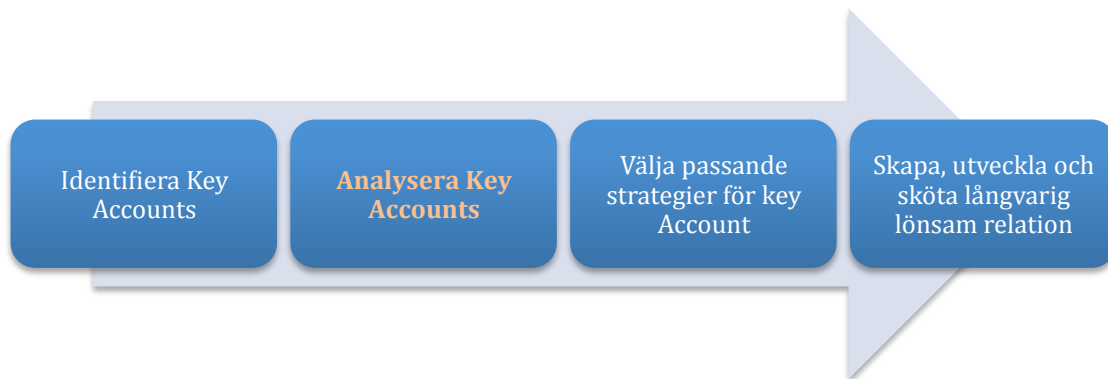 Identifiera Key
Accounts
Analysera Key
Accounts
Välja passande
strategier för key
Account
Skapa, utveckla och
sköta långvarig
lönsam relation